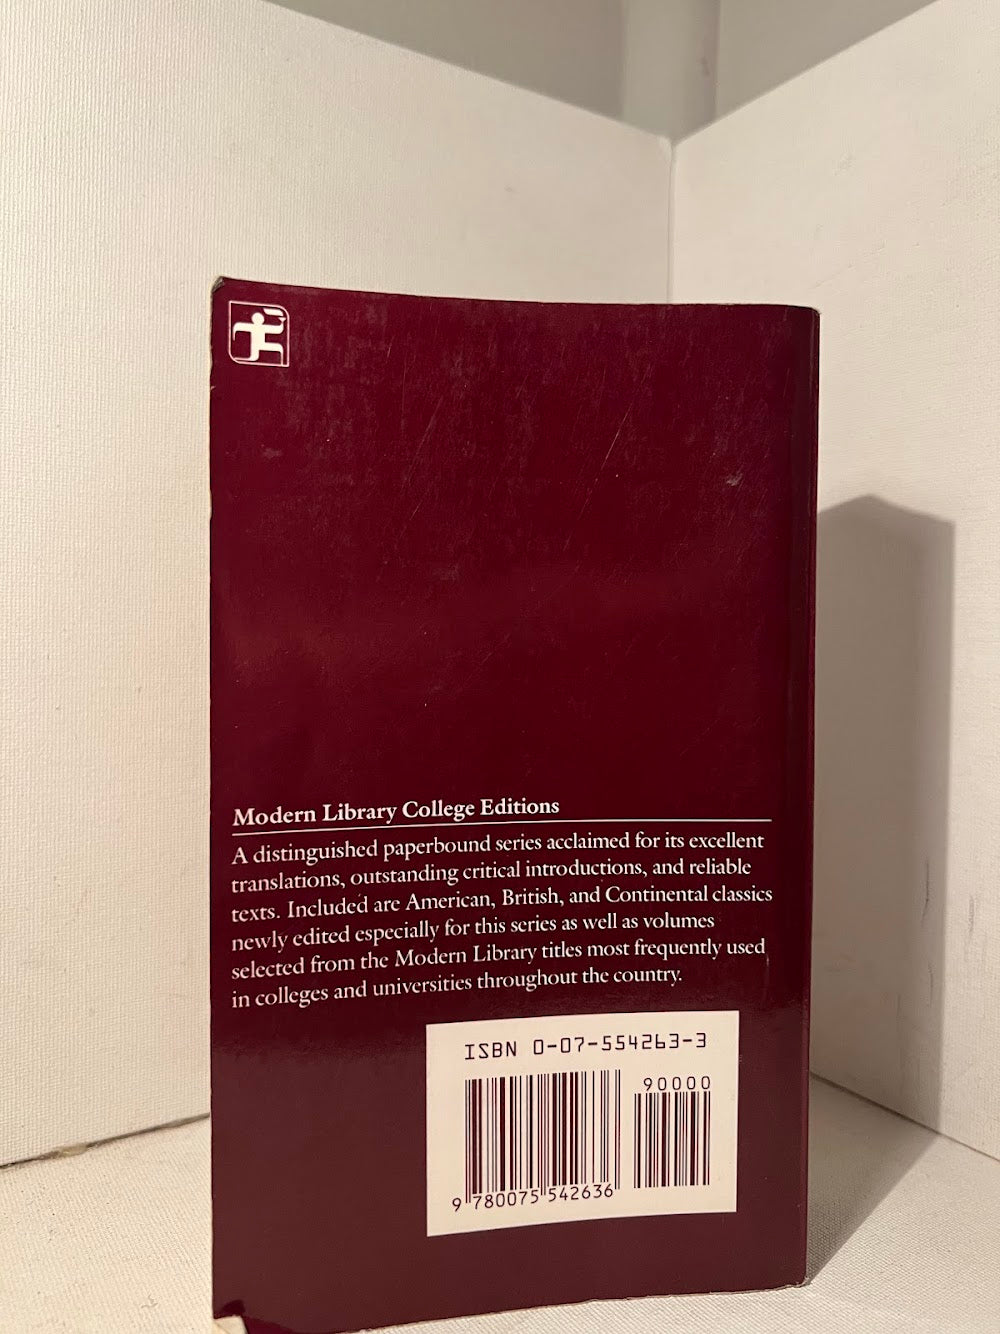 Modern Library College Editions
A distinguished paperbound series acclaimed for its excellent
translations, outstanding critical introductions, and reliable
texts. Included are American, British, and Continental classics
newly edited especially for this series as well as volumes
selected from the Modern Library titles most frequently used
in colleges and universities throughout the country.
ISBN 0-07-554263-3
90000
9 780075 542636